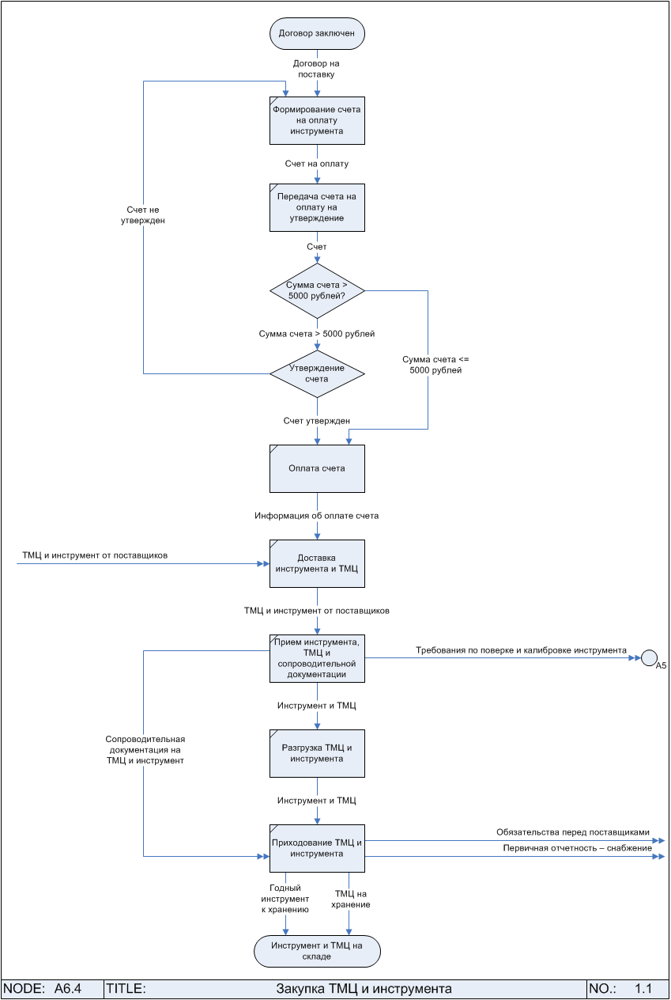 Договор заключен
Договор на
поставку
Формирование счета
на оплату
инструмента
Счет на оплату
Передача счета на
оплату на
утверждение
Счет не
утвержден
Счет
Сумма счета >
5000 рублей?
Сумма счета > 5000 рублей
Сумма счета <=
5000 рублей
Утверждение
счета
Счет утвержден
Оплата счета
Информация об оплате счета
ТМЦ и инструмент от поставщиков
Доставка
инструмента и ТМЦ
ТМЦ и инструмент от поставщиков
Прием инструмента,
ТМЦ и
сопроводительной
документации
Требования по поверке и калибровке инструмента
А5
Инструмент и ТМЦ
Сопроводительная
документация на
ТМЦ и инструмент
Разгрузка ТМЦ и
инструмента
Инструмент и ТМЦ
Приходование ТМЦ и
инструмента
Обязательства перед поставщиками
Первичная отчетность – снабжение
Годный
инструмент
к хранению
ТМЦ на
хранение
Инструмент и ТМЦ на
складе
NODE: A6.4 TITLE: Закупка ТМЦ и инструмента NO.: 1.1